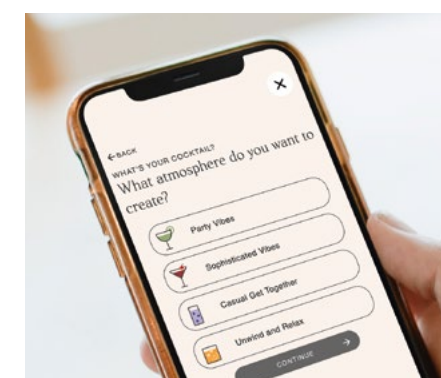 ←BACK
WHAT'S YOUR COCKTAIL?
What atmosphere do you want to
create?
Party Vibes
Sophisticated Vibes
Casual Get Together
Unwind and Relax
CONTINUE →